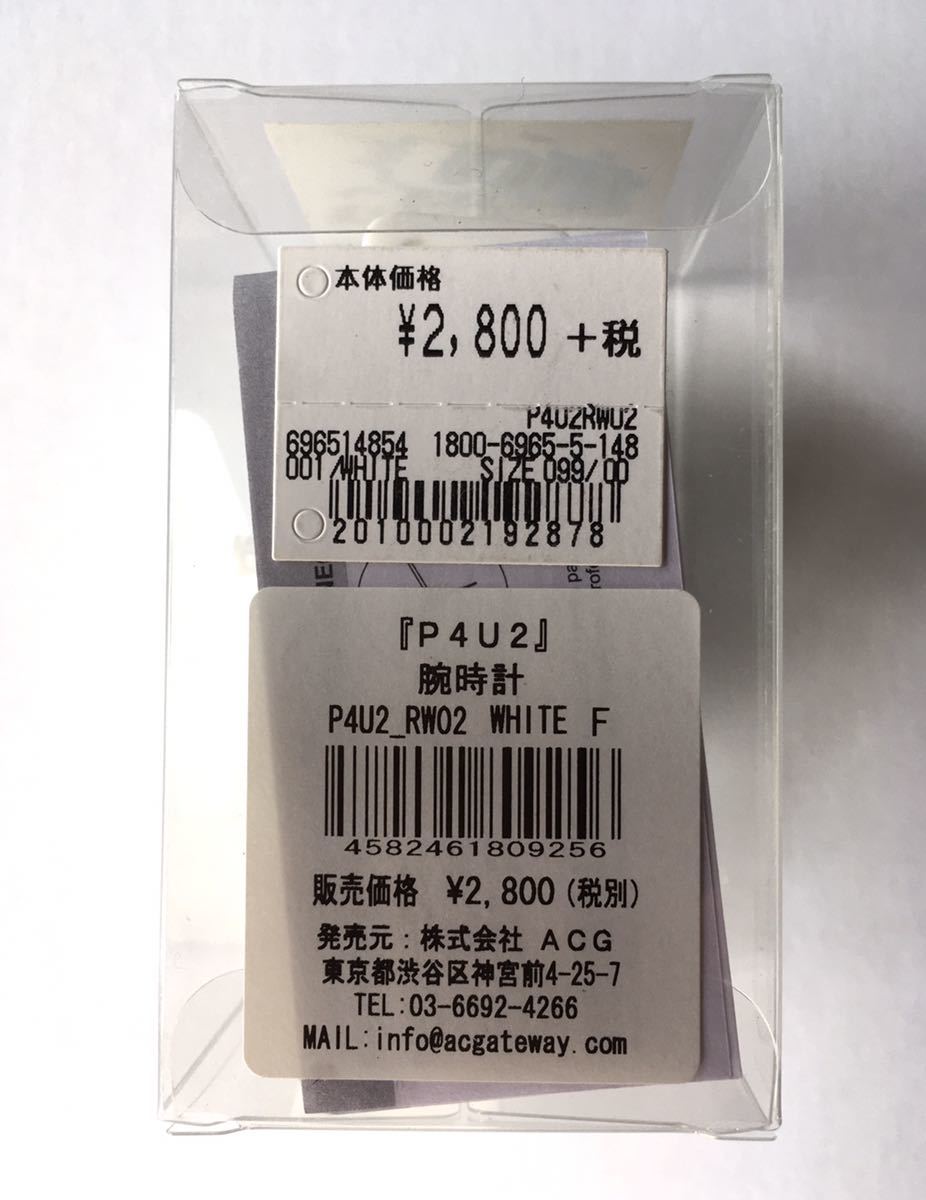 本体価格
¥2,800 +税
P4U2RW02
696514854 1800-6965-5-148
001/WHITE SIZE 099/00
2010002192878
『P4U2』
腕時計
P4U2_RW02 WHITE F
4582461809256
販売価格 ¥2,800(税別)
発売元:株式会社 ACG
東京都渋谷区神宮前4-25-7
TEL:03-6692-4266
MAIL:info@acgateway.com